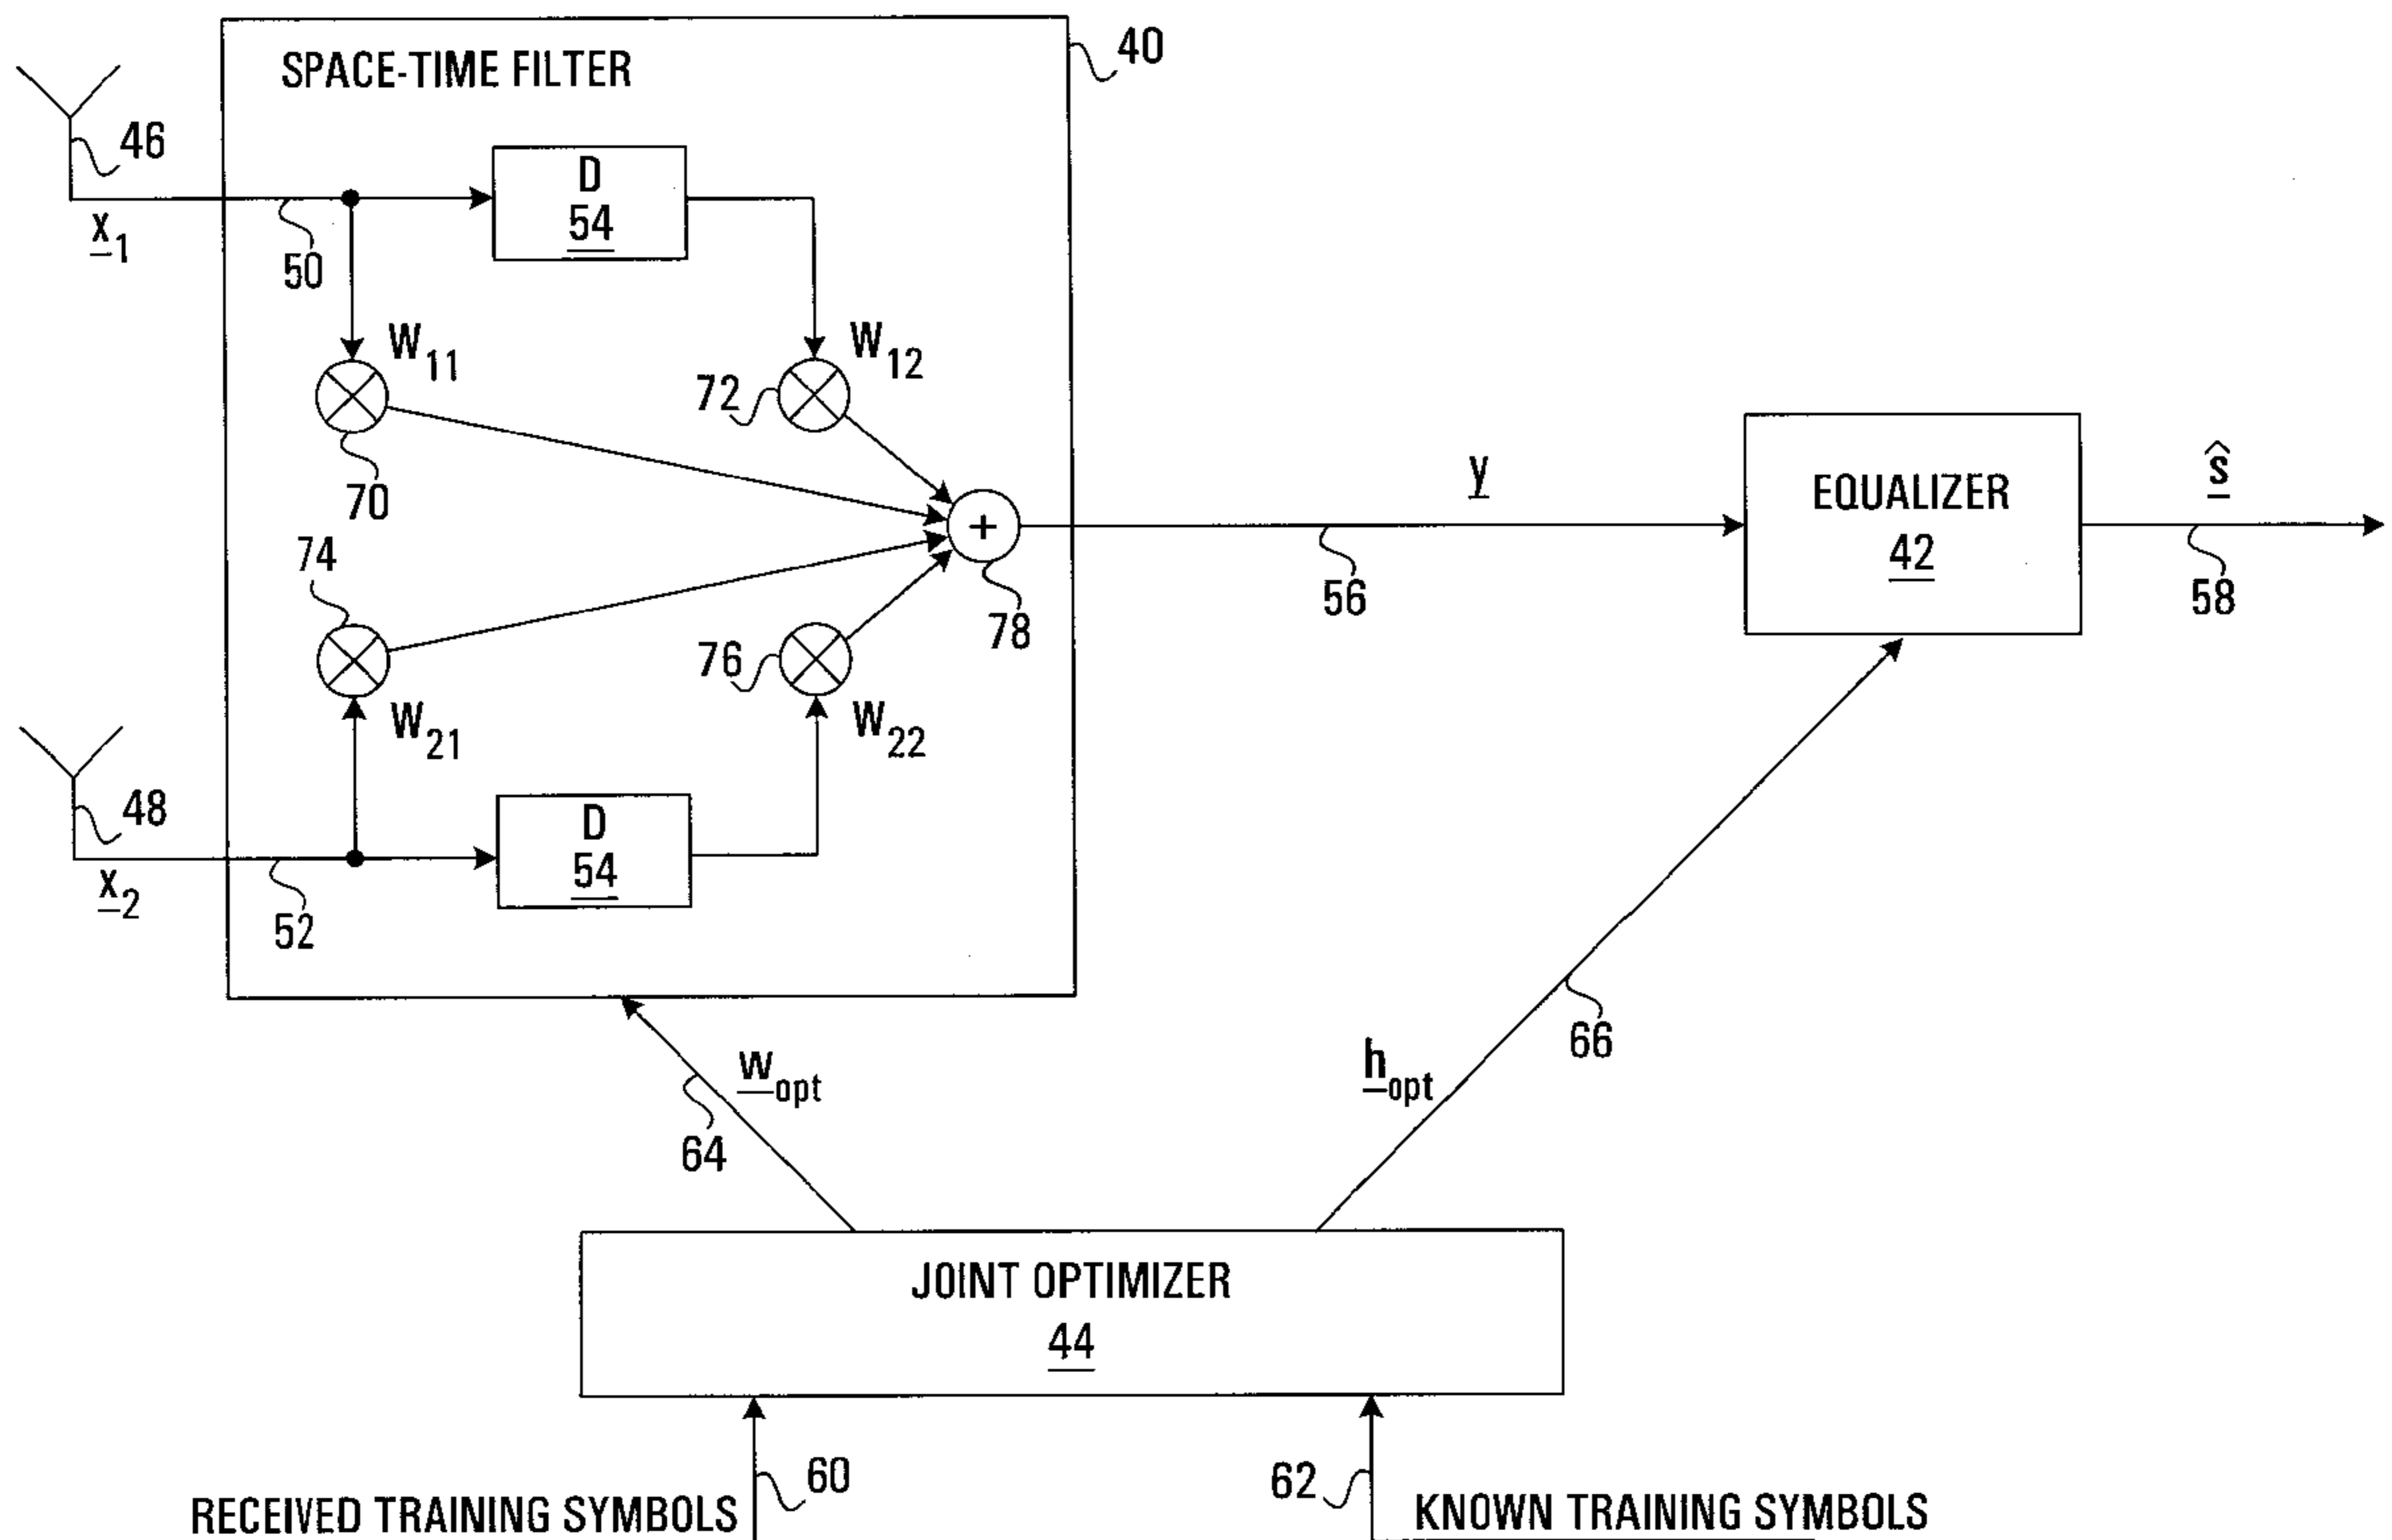 SPACE-TIME FILTER
40
46
D
54
x1
50
W11
W12
72
70
y
EQUALIZER
42
ŝ
74
56
58
78
76
W21
W22
48
D
54
x2
52
66
wopt
hopt
64
JOINT OPTIMIZER
44
60
62
RECEIVED TRAINING SYMBOLS
KNOWN TRAINING SYMBOLS